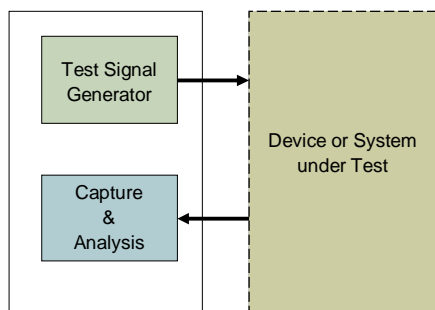 Test Signal
Generator
Device or System
under Test
Capture
&
Analysis